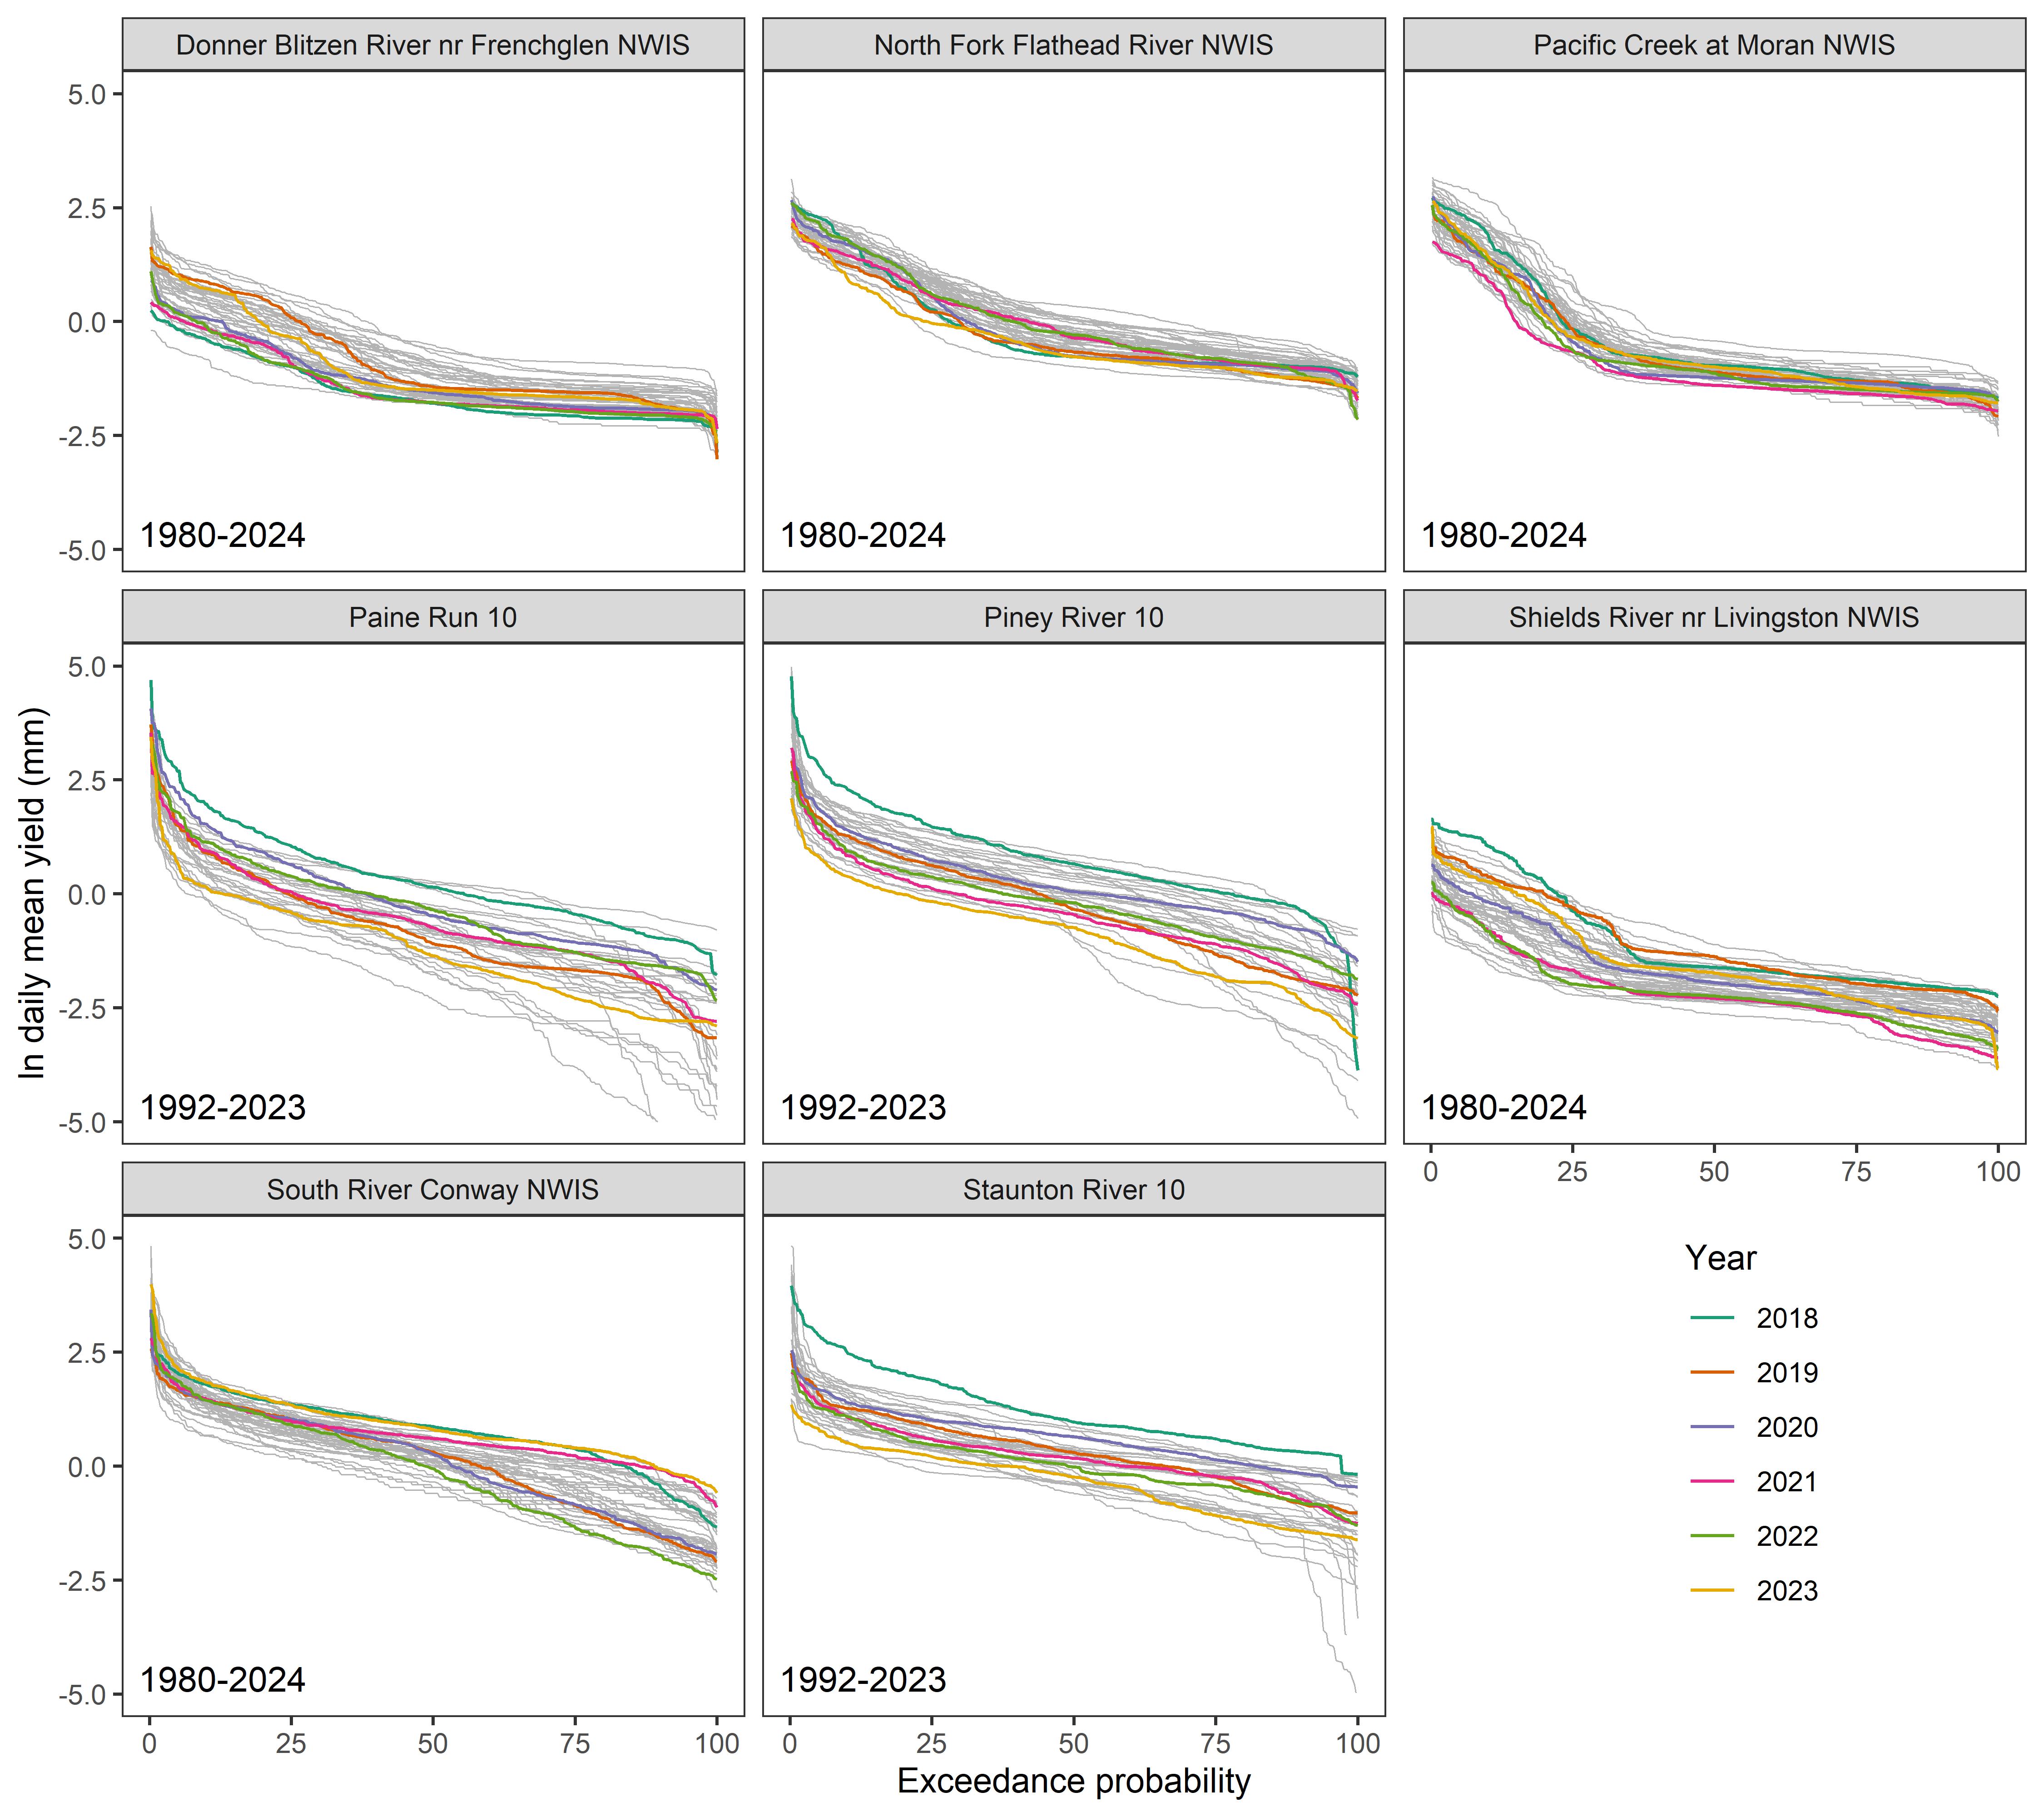 Donner Blitzen River nr Frenchglen NWIS
North Fork Flathead River NWIS
Pacific Creek at Moran NWIS
5.0
2.5
0.0
-2.5
-5.0
1980-2024
1980-2024
1980-2024
Paine Run 10
Piney River 10
Shields River nr Livingston NWIS
ln daily mean yield (mm)
5.0
2.5
0.0
-2.5
-5.0
1992-2023
1992-2023
1980-2024
0 25 50 75 100
South River Conway NWIS
Staunton River 10
5.0
2.5
0.0
-2.5
-5.0
1980-2024
1992-2023
0 25 50 75 100
0 25 50 75 100
Exceedance probability
Year
2018
2019
2020
2021
2022
2023